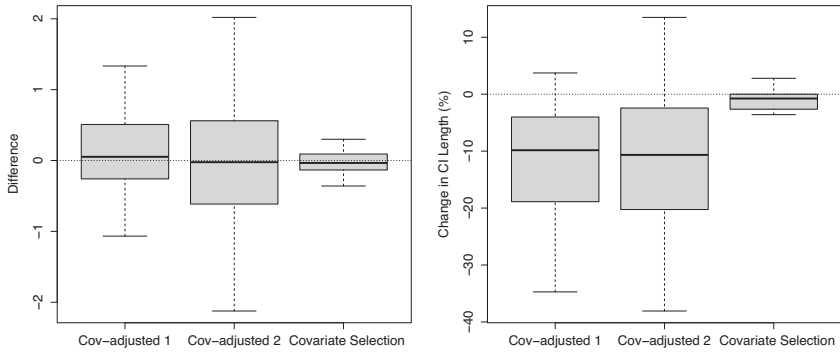 Difference
2
1
0
−1
−2
Cov−adjusted 1 Cov−adjusted 2 Covariate Selection
Change in CI Length (%)
10
0
−10
−20
−30
−40
Cov−adjusted 1 Cov−adjusted 2 Covariate Selection